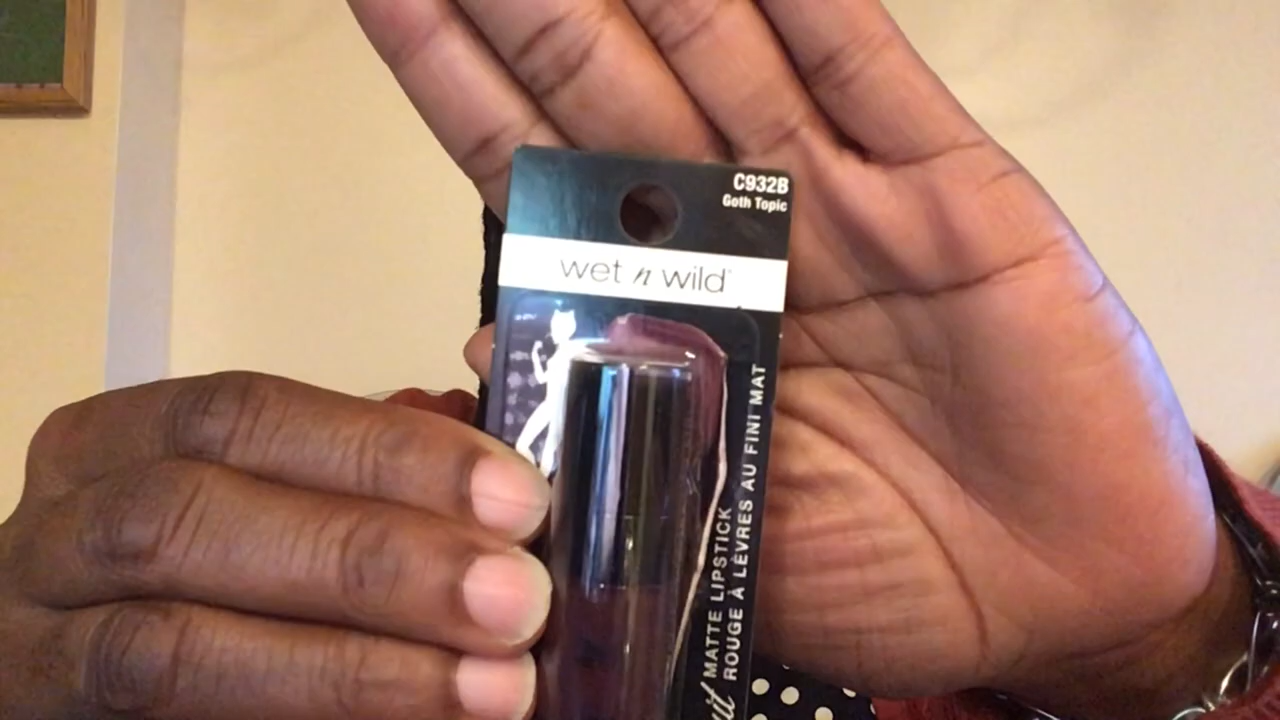 C932B
Goth Topic
wet n wild
MATTE LIPSTICK
ROUGE À LÈVRES AU FINI MAT